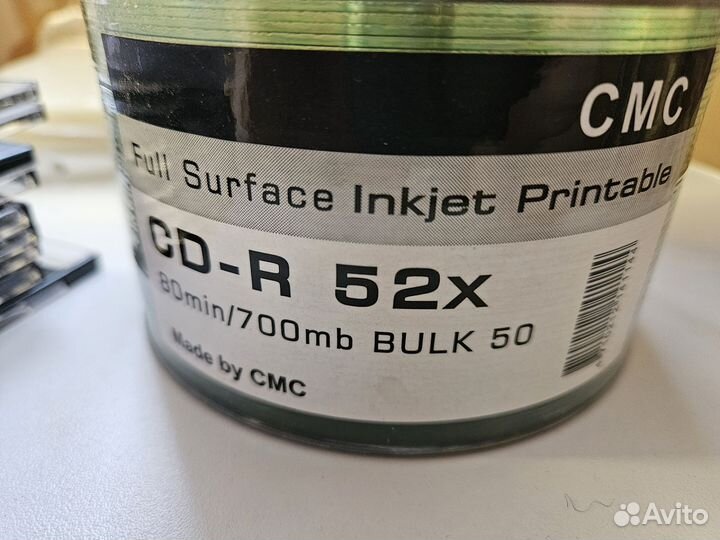 CMC
Full Surface Inkjet Printable
CD-R 52x
80min/700mb BULK 50
Made by CMC
Avito